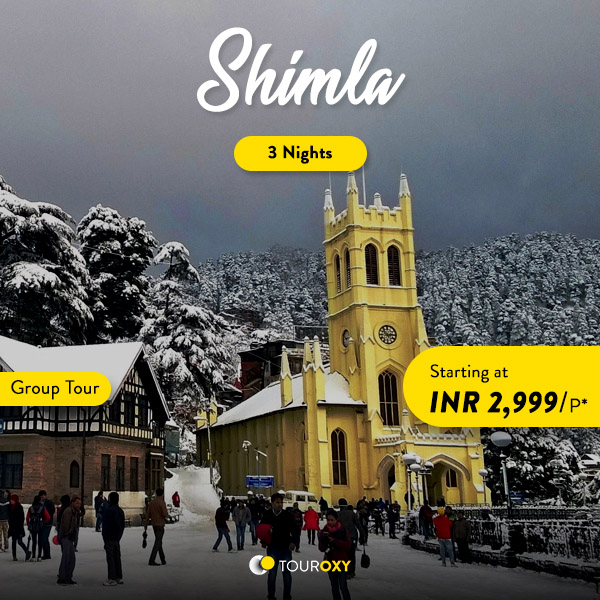 Shimla
3 Nights
Group Tour
Starting at
INR 2,999/P*
TOUROXY